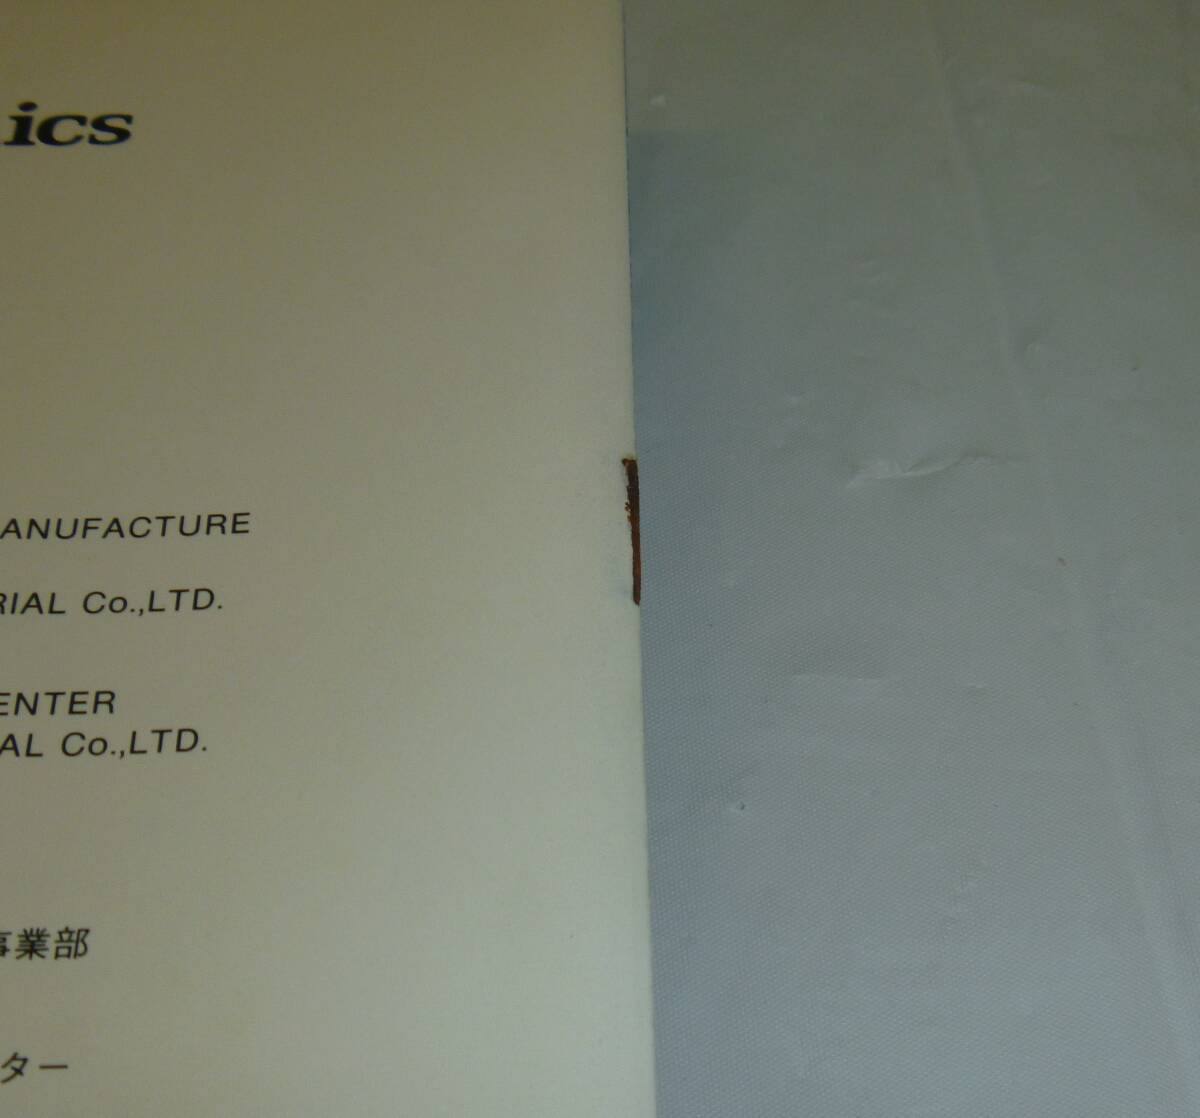 ics
ANUFACTURE
RIAL Co.,LTD.
ENTER
AL Co.,LTD.
事業部
ター